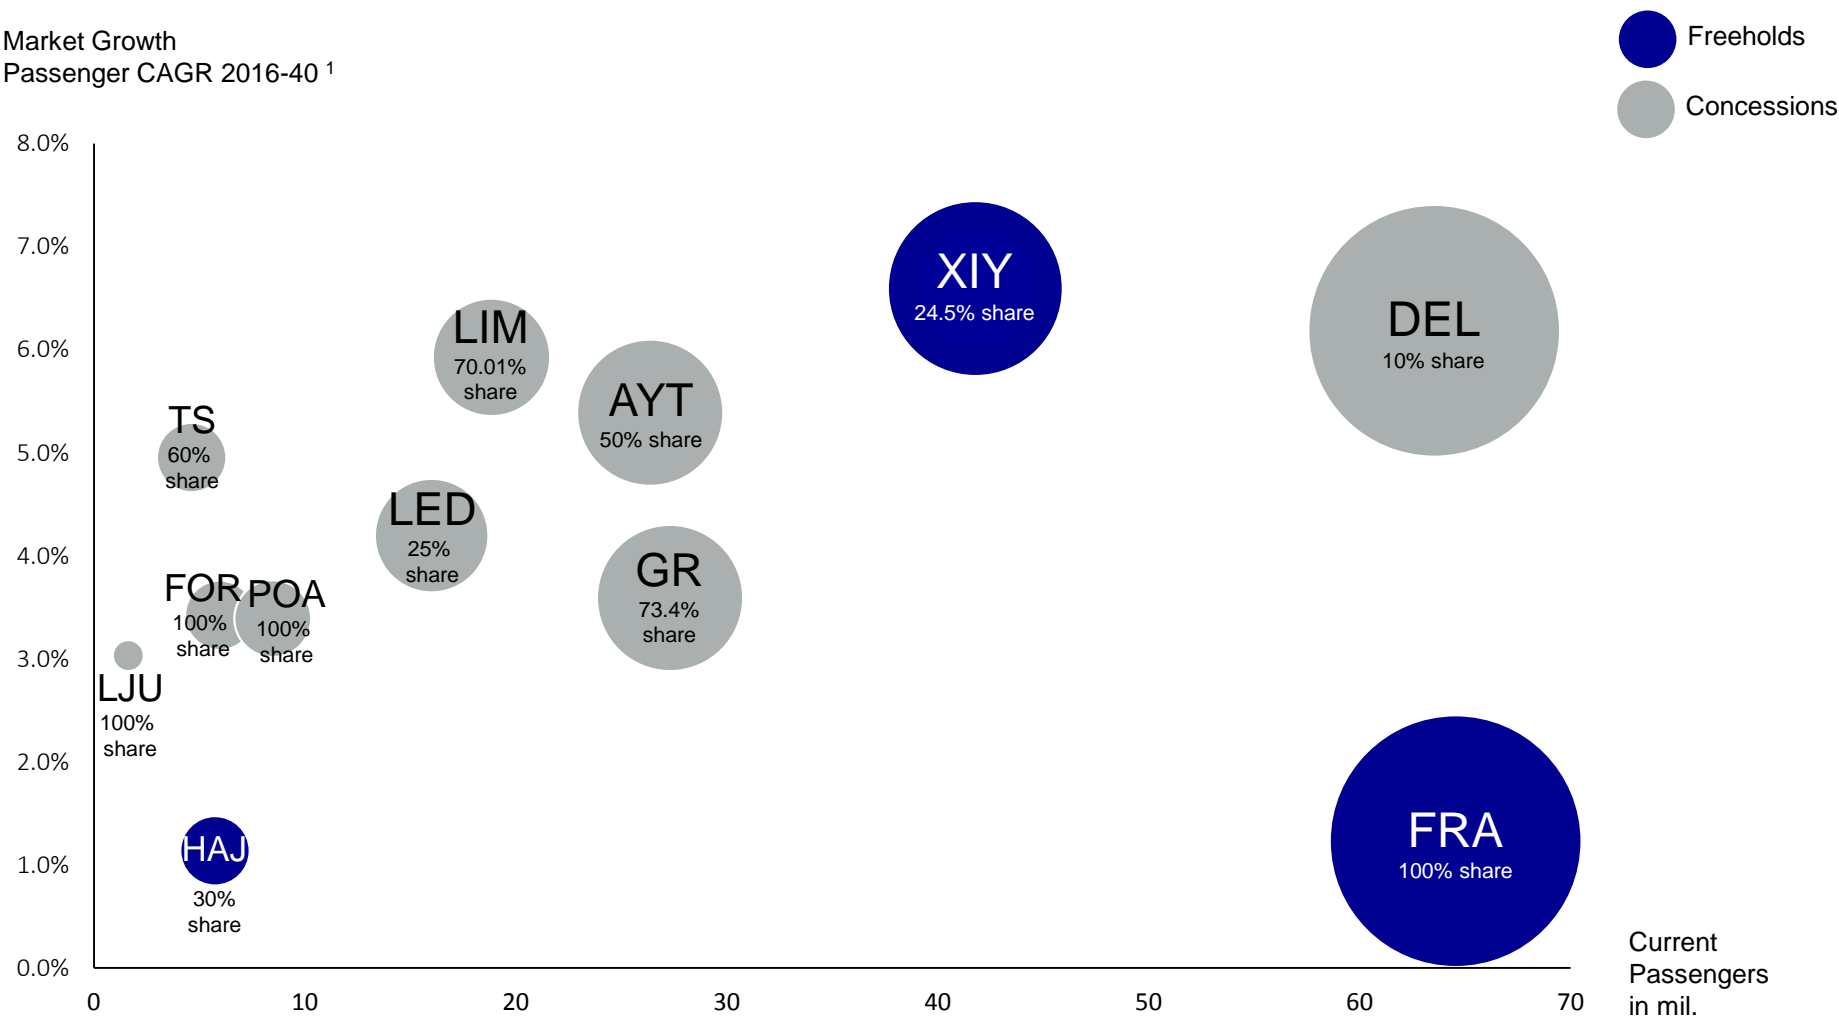 Market Growth
Passenger CAGR 2016-40 1
Freeholds
Concessions
8.0%
7.0%
6.0%
5.0%
4.0%
3.0%
2.0%
1.0%
0.0%
XIY
24.5% share
DEL
10% share
LIM
70.01%
share
AYT
50% share
TS
60%
share
LED
25%
share
GR
73.4%
share
FOR
100%
share
POA
100%
share
LJU
100%
share
HAJ
30%
share
FRA
100% share
0 10 20 30 40 50 60 70
Current
Passengers
in mil.